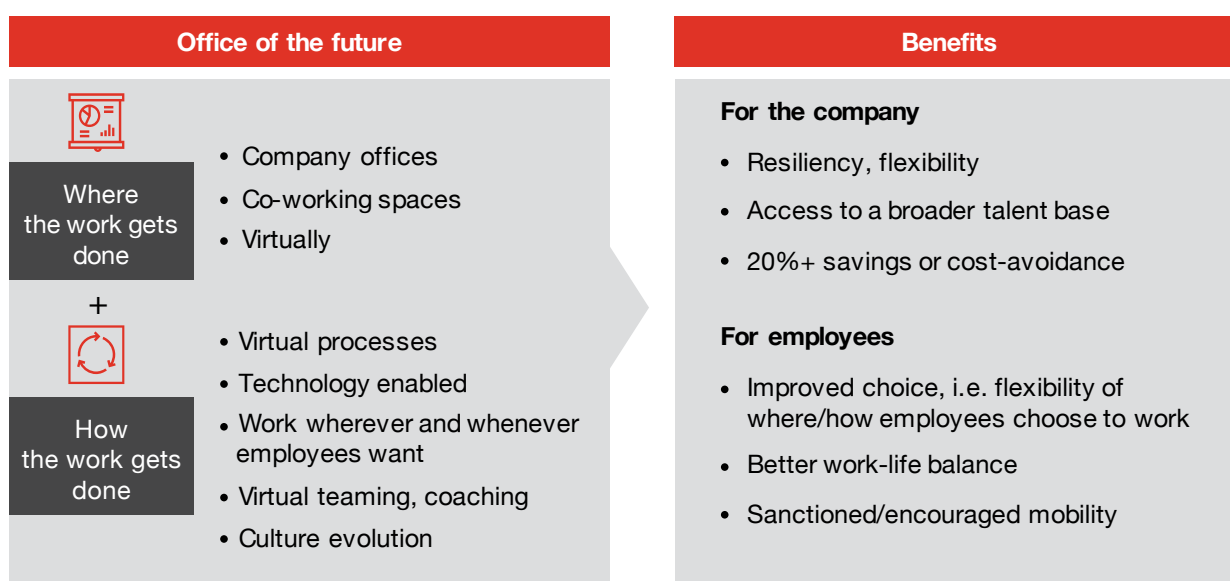 Office of the future
Where
the work gets
done
• Company offices
• Co-working spaces
• Virtually
+
How
the work gets
done
• Virtual processes
• Technology enabled
• Work wherever and whenever
employees want
• Virtual teaming, coaching
• Culture evolution
Benefits
For the company
• Resiliency, flexibility
• Access to a broader talent base
• 20%+ savings or cost-avoidance
For employees
• Improved choice, i.e. flexibility of
where/how employees choose to work
• Better work-life balance
• Sanctioned/encouraged mobility